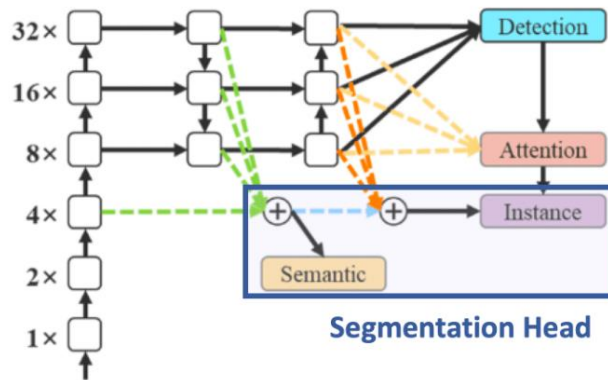 32×
Detection
16×
8×
Attention
4×
+
+
Instance
2×
Semantic
1×
Segmentation Head